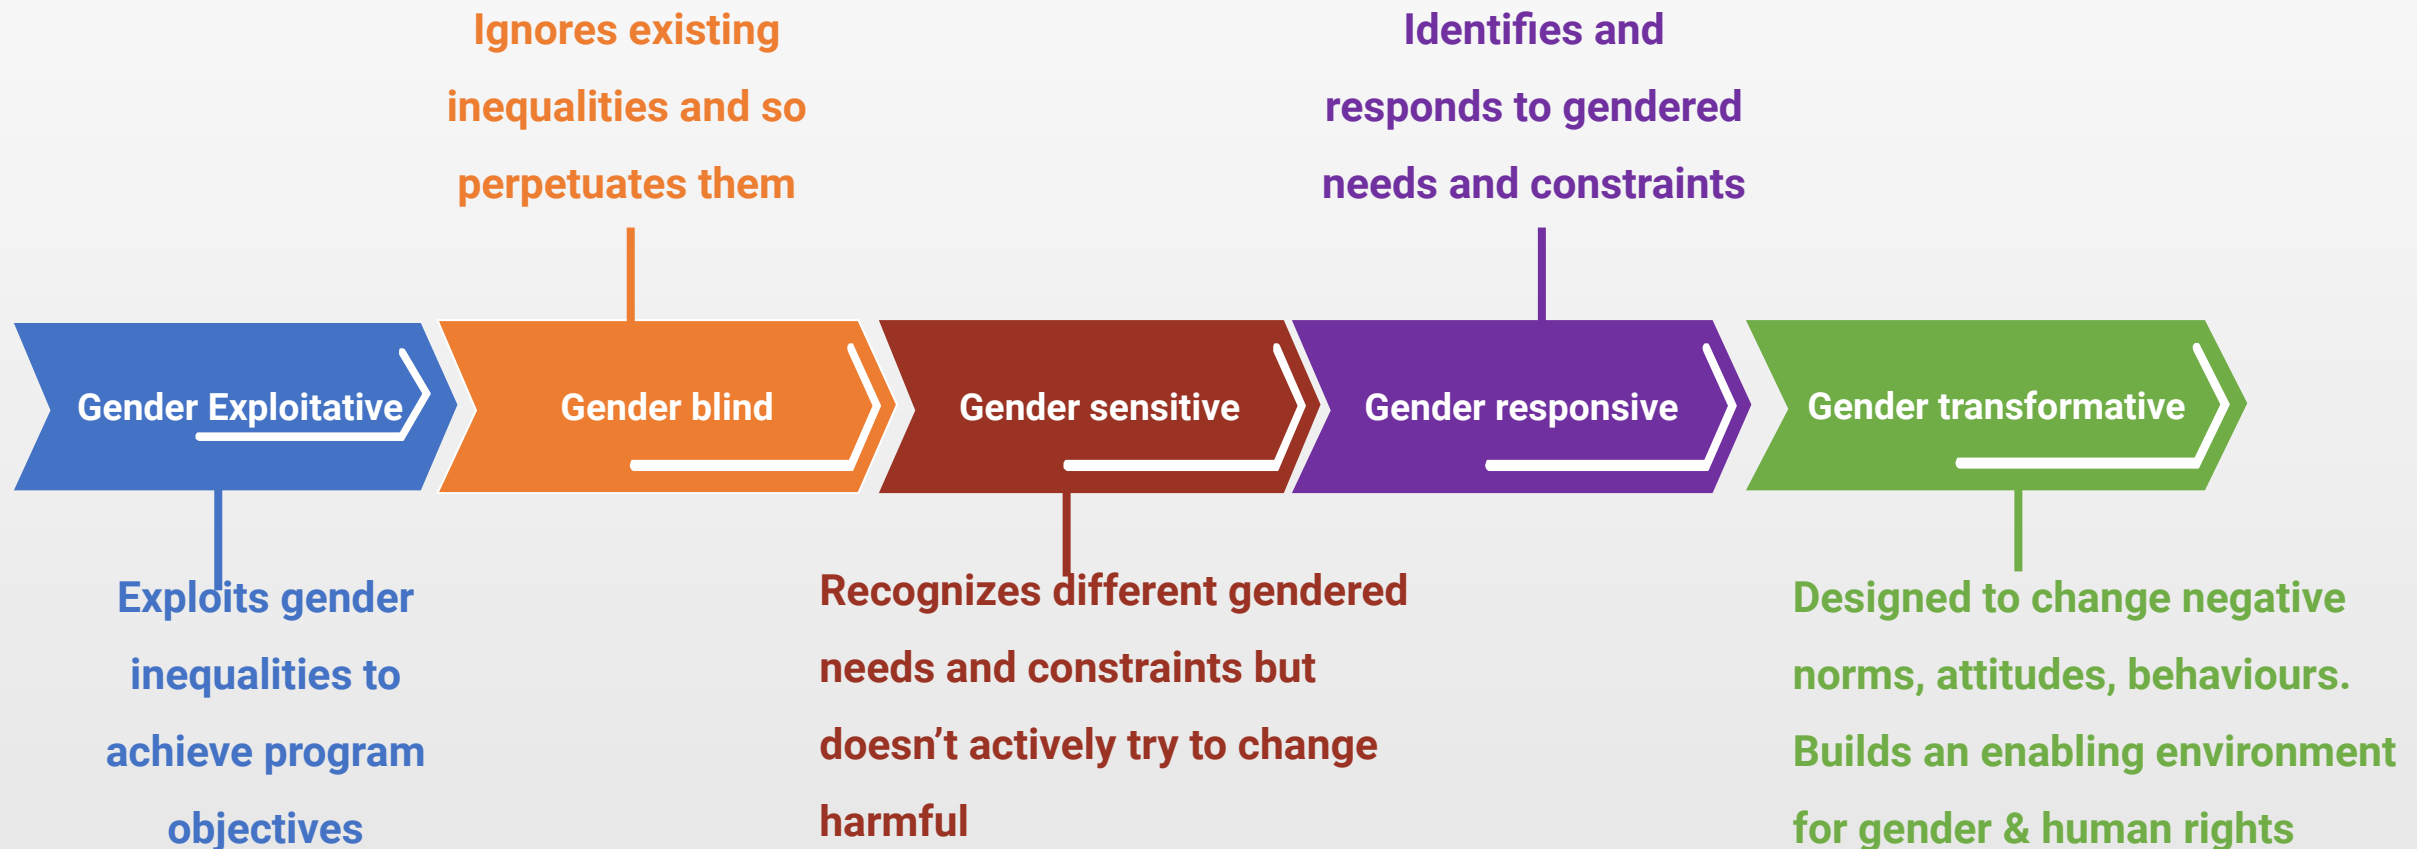 Ignores existing
inequalities and so
perpetuates them
Identifies and
responds to gendered
needs and constraints
Gender Exploitative
Gender blind
Gender sensitive
Gender responsive
Gender transformative
Exploits gender
inequalities to
achieve program
objectives
Recognizes different gendered
needs and constraints but
doesn’t actively try to change
harmful
Designed to change negative
norms, attitudes, behaviours.
Builds an enabling environment
for gender & human rights